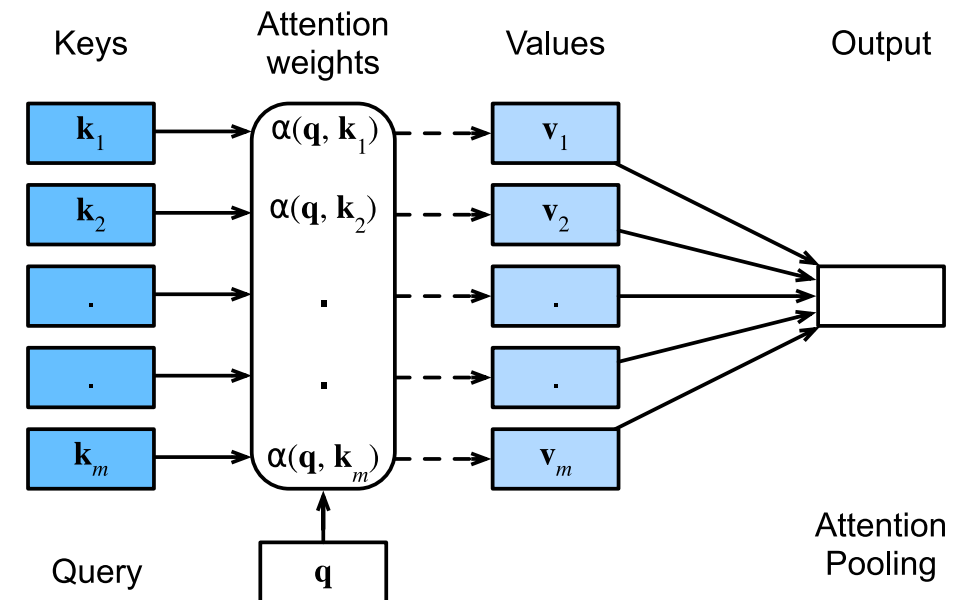 Keys
Attention
weights
Values
Output
k₁
α(q, k₁)
v₁
k₂
α(q, k₂)
v₂
. . .
. . .
kₘ
α(q, kₘ)
vₘ
Query
q
Attention
Pooling